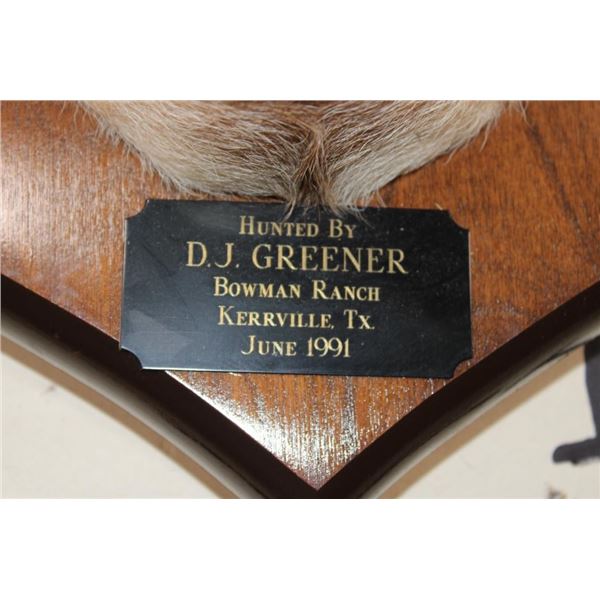 Hunted By
D.J. GREENER
Bowman Ranch
Kerrville, Tx.
June 1991